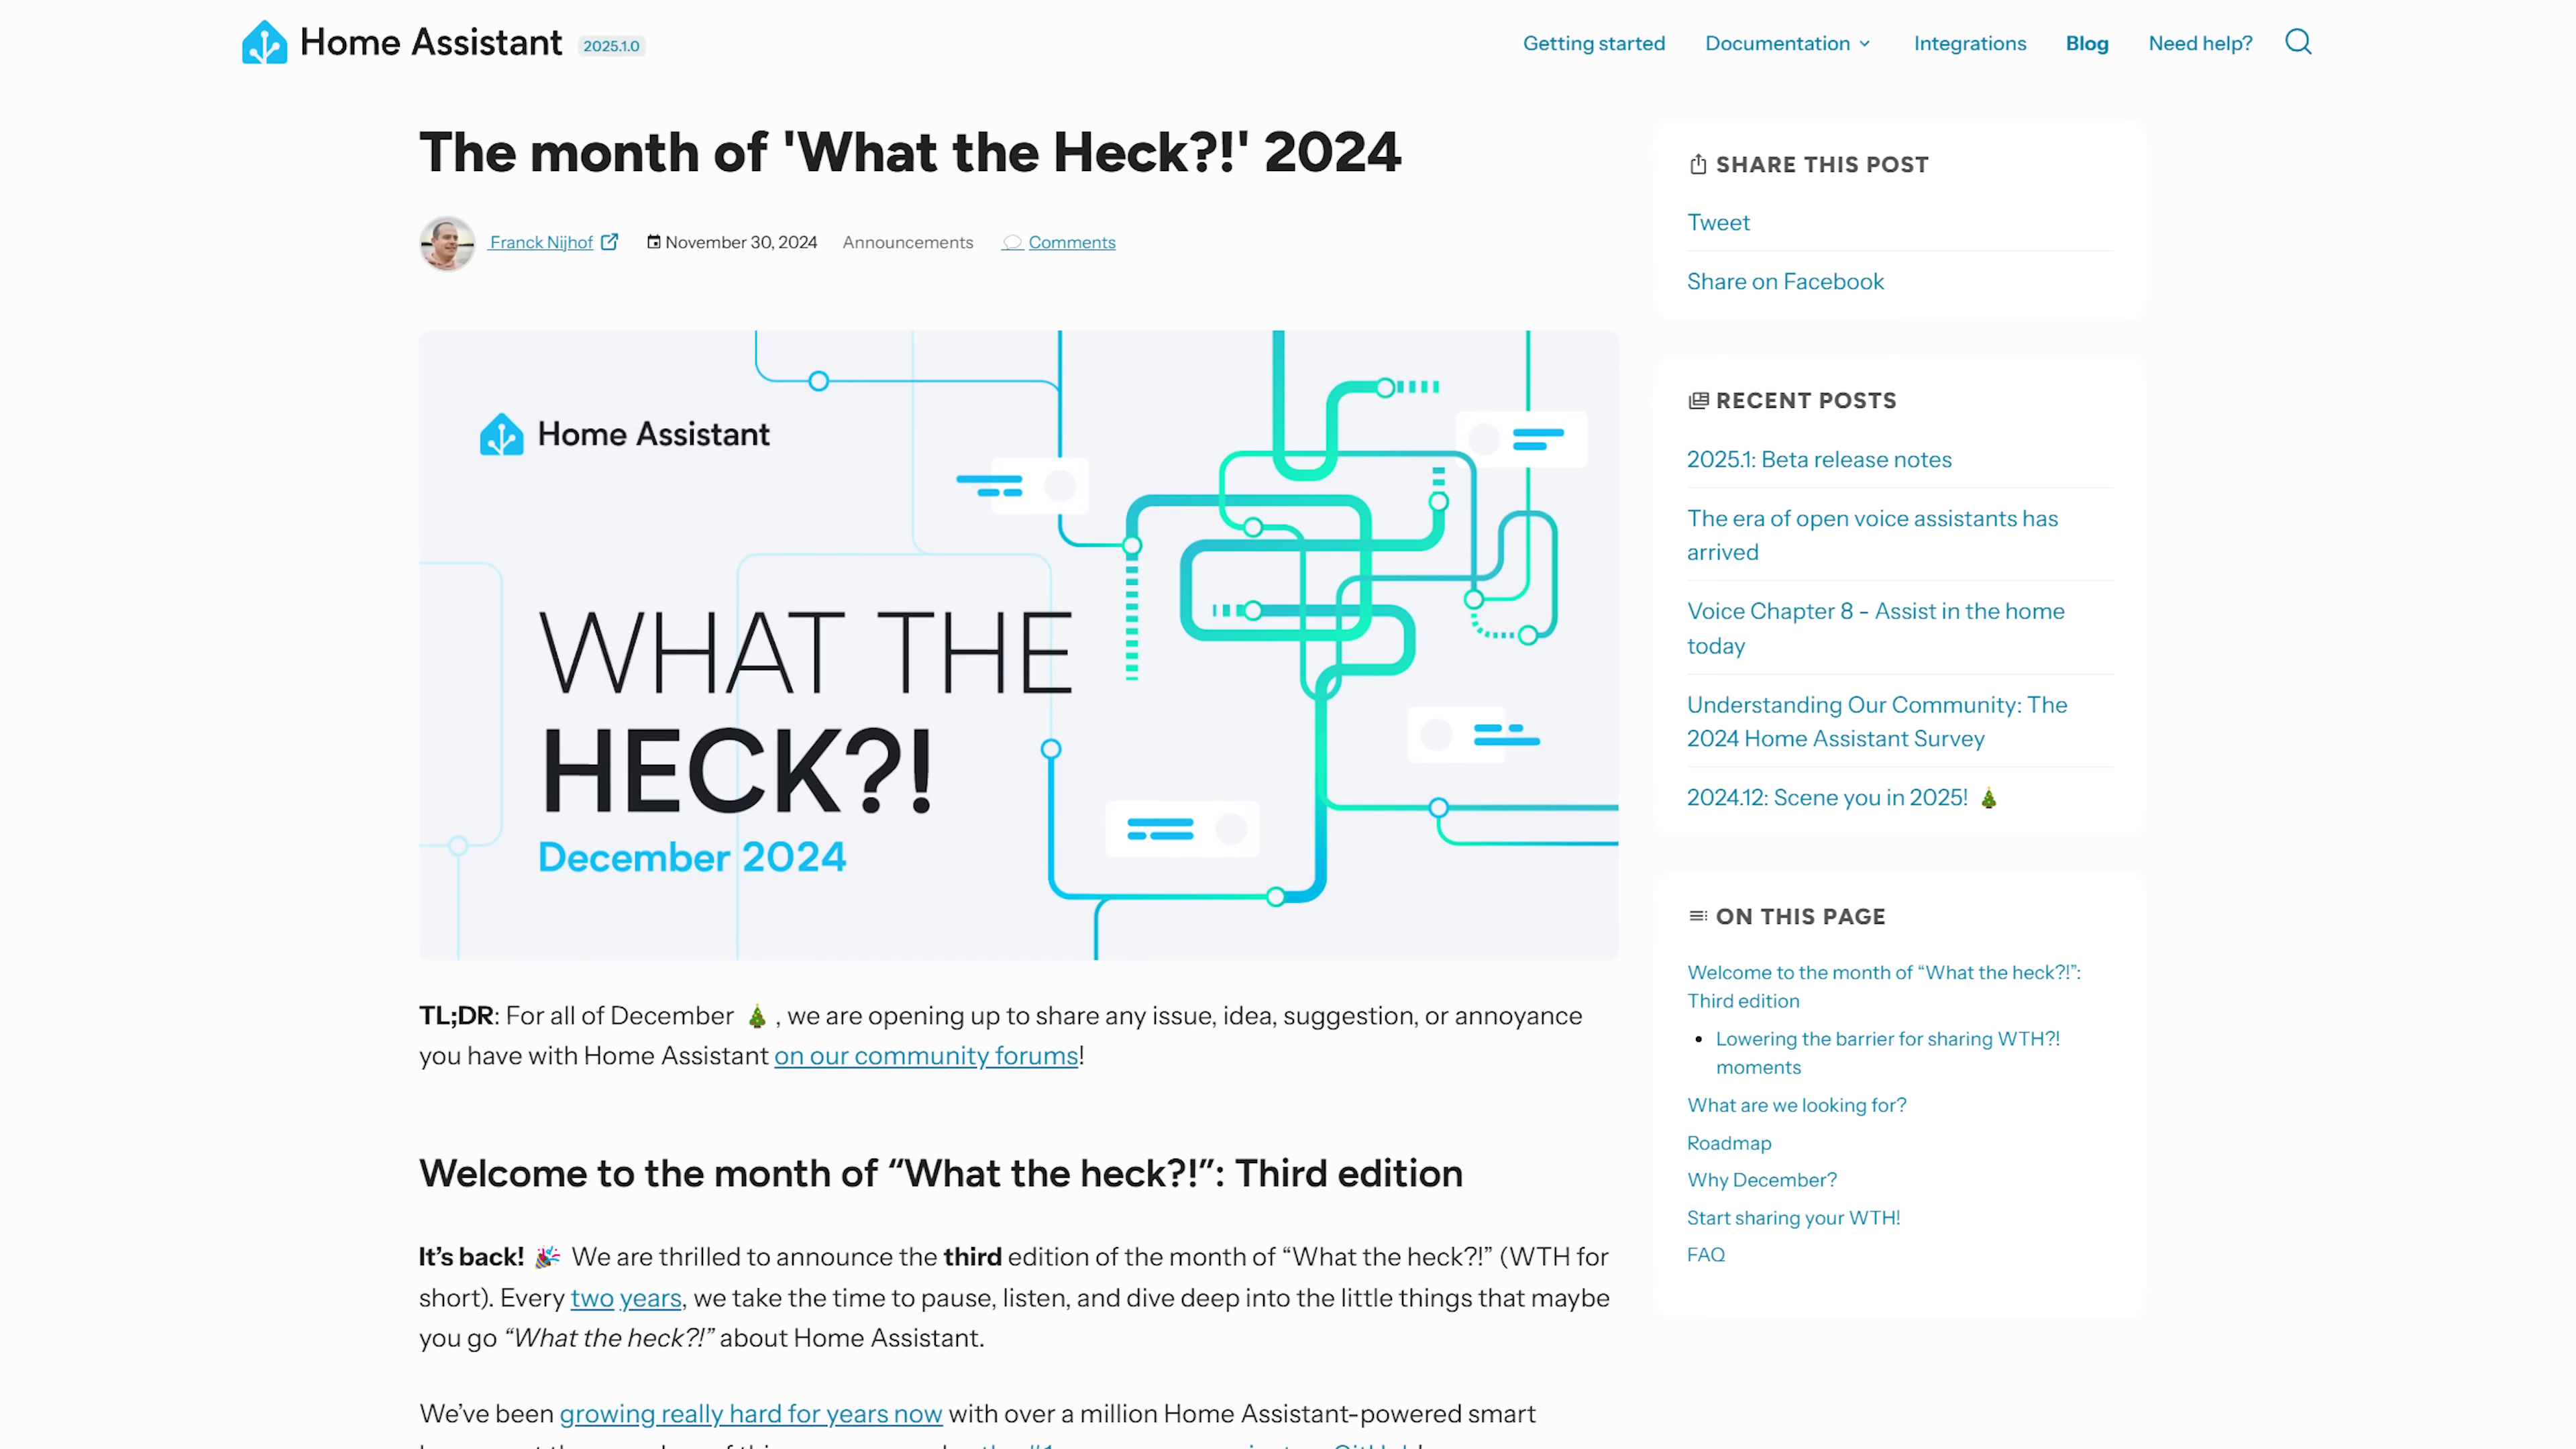 Home Assistant 2025.1.0
Getting started Documentation Integrations Blog Need help?
The month of 'What the Heck?!' 2024
Franck Nijhof November 30, 2024 Announcements Comments
Home Assistant
WHAT THE
HECK?!
December 2024
TL;DR: For all of December 🎄 , we are opening up to share any issue, idea, suggestion, or annoyance
you have with Home Assistant on our community forums!
Welcome to the month of “What the heck?!”: Third edition
It’s back! 🎉 We are thrilled to announce the third edition of the month of “What the heck?!” (WTH for
short). Every two years, we take the time to pause, listen, and dive deep into the little things that maybe
you go “What the heck?!” about Home Assistant.
We’ve been growing really hard for years now with over a million Home Assistant-powered smart
SHARE THIS POST
Tweet
Share on Facebook
RECENT POSTS
2025.1: Beta release notes
The era of open voice assistants has
arrived
Voice Chapter 8 - Assist in the home
today
Understanding Our Community: The
2024 Home Assistant Survey
2024.12: Scene you in 2025! 🎄
ON THIS PAGE
Welcome to the month of “What the heck?!”:
Third edition
Lowering the barrier for sharing WTH?!
moments
What are we looking for?
Roadmap
Why December?
Start sharing your WTH!
FAQ